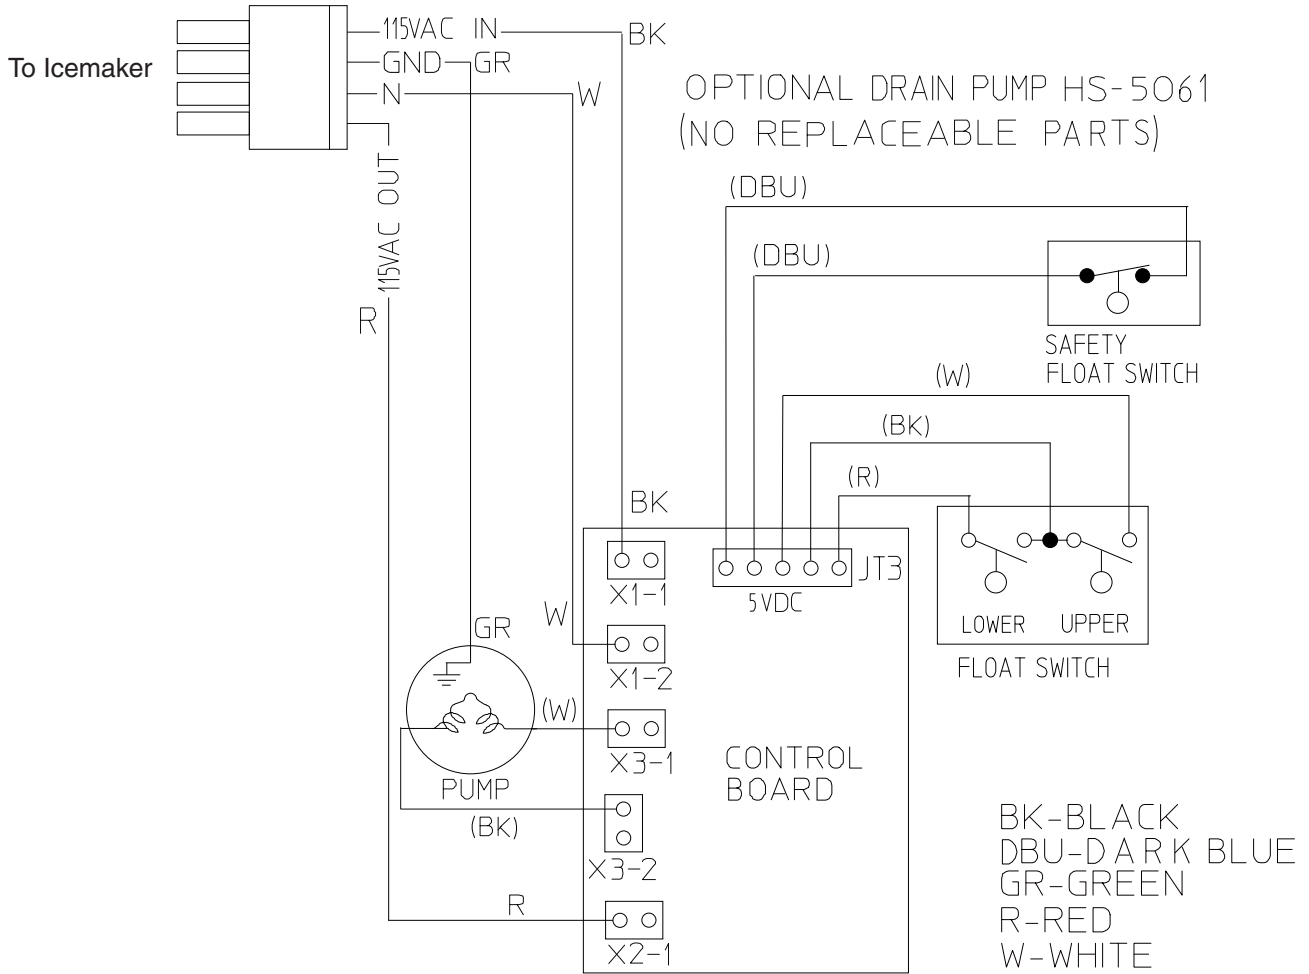 115VAC IN
BK
To Icemaker
GND
GR
N
W
OPTIONAL DRAIN PUMP HS-5061
(NO REPLACEABLE PARTS)
115VAC OUT
R
(DBU)
(DBU)
SAFETY
FLOAT SWITCH
(W)
(BK)
(R)
BK
JT3
X1-1
5VDC
W
GR
LOWER
UPPER
FLOAT SWITCH
X1-2
(W)
X3-1
CONTROL
BOARD
PUMP
(BK)
X3-2
R
X2-1
BK-BLACK
DBU-DARK BLUE
GR-GREEN
R-RED
W-WHITE